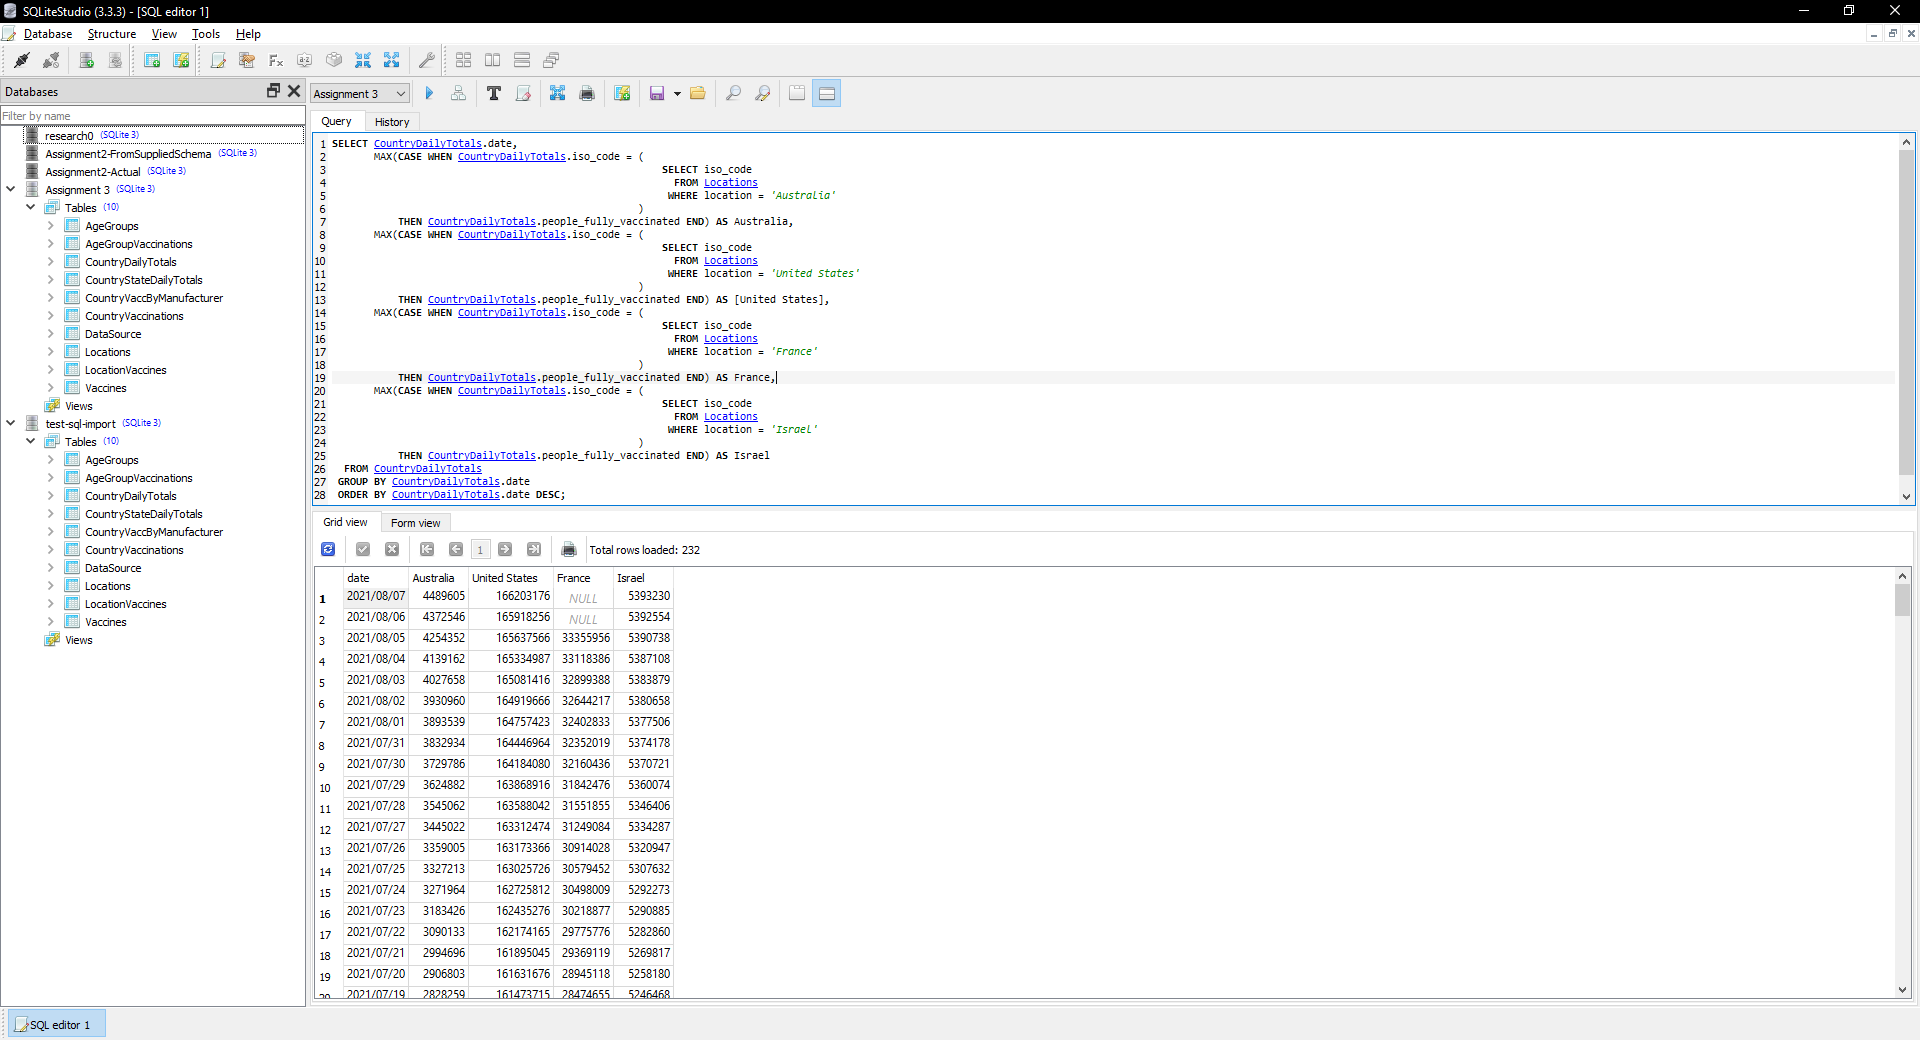 SQLiteStudio (3.3.3) - [SQL editor 1]
Database Structure View Tools Help
Databases
Filter by name
research0 (SQLite 3)
Assignment2-FromSuppliedSchema (SQLite 3)
Assignment2-Actual (SQLite 3)
Assignment 3 (SQLite 3)
Tables (10)
AgeGroups
AgeGroupVaccinations
CountryDailyTotals
CountryStateDailyTotals
CountryVaccByManufacturer
CountryVaccinations
DataSource
Locations
LocationVaccines
Vaccines
Views
test-sql-import (SQLite 3)
Tables (10)
AgeGroups
AgeGroupVaccinations
CountryDailyTotals
CountryStateDailyTotals
CountryVaccByManufacturer
CountryVaccinations
DataSource
Locations
LocationVaccines
Vaccines
Views
Assignment 3
Query History
1 SELECT CountryDailyTotals.date,
2 MAX(CASE WHEN CountryDailyTotals.iso_code = (
3 SELECT iso_code
4 FROM Locations
5 WHERE location = 'Australia'
6 )
7 THEN CountryDailyTotals.people_fully_vaccinated END) AS Australia,
8 MAX(CASE WHEN CountryDailyTotals.iso_code = (
9 SELECT iso_code
10 FROM Locations
11 WHERE location = 'United States'
12 )
13 THEN CountryDailyTotals.people_fully_vaccinated END) AS [United States],
14 MAX(CASE WHEN CountryDailyTotals.iso_code = (
15 SELECT iso_code
16 FROM Locations
17 WHERE location = 'France'
18 )
19 THEN CountryDailyTotals.people_fully_vaccinated END) AS France,
20 MAX(CASE WHEN CountryDailyTotals.iso_code = (
21 SELECT iso_code
22 FROM Locations
23 WHERE location = 'Israel'
24 )
25 THEN CountryDailyTotals.people_fully_vaccinated END) AS Israel
26 FROM CountryDailyTotals
27 GROUP BY CountryDailyTotals.date
28 ORDER BY CountryDailyTotals.date DESC;
Grid view Form view
1 Total rows loaded: 232
date Australia United States France Israel
1 2021/08/07 4489605 166203176 NULL 5393230
2 2021/08/06 4372546 165918256 NULL 5392554
3 2021/08/05 4254352 165637566 33355956 5390738
4 2021/08/04 4139162 165334987 33118386 5387108
5 2021/08/03 4027658 165081416 32899388 5383879
6 2021/08/02 3930960 164919666 32644217 5380658
7 2021/08/01 3893539 164757423 32402833 5377506
8 2021/07/31 3832934 164446964 32352019 5374178
9 2021/07/30 3729786 164184080 32160436 5370721
10 2021/07/29 3624882 163868916 31842476 5360074
11 2021/07/28 3545062 163588042 31551855 5346406
12 2021/07/27 3445022 163312474 31249084 5334287
13 2021/07/26 3359005 163173366 30914028 5320947
14 2021/07/25 3327213 163025726 30579452 5307632
15 2021/07/24 3271964 162725812 30498009 5292273
16 2021/07/23 3183426 162435276 30218877 5290885
17 2021/07/22 3090133 162174165 29775776 5282860
18 2021/07/21 2994696 161895045 29369119 5269817
19 2021/07/20 2906803 161631676 28945118 5258180
20 2021/07/19 2828259 161473715 28474655 5246468
SQL editor 1